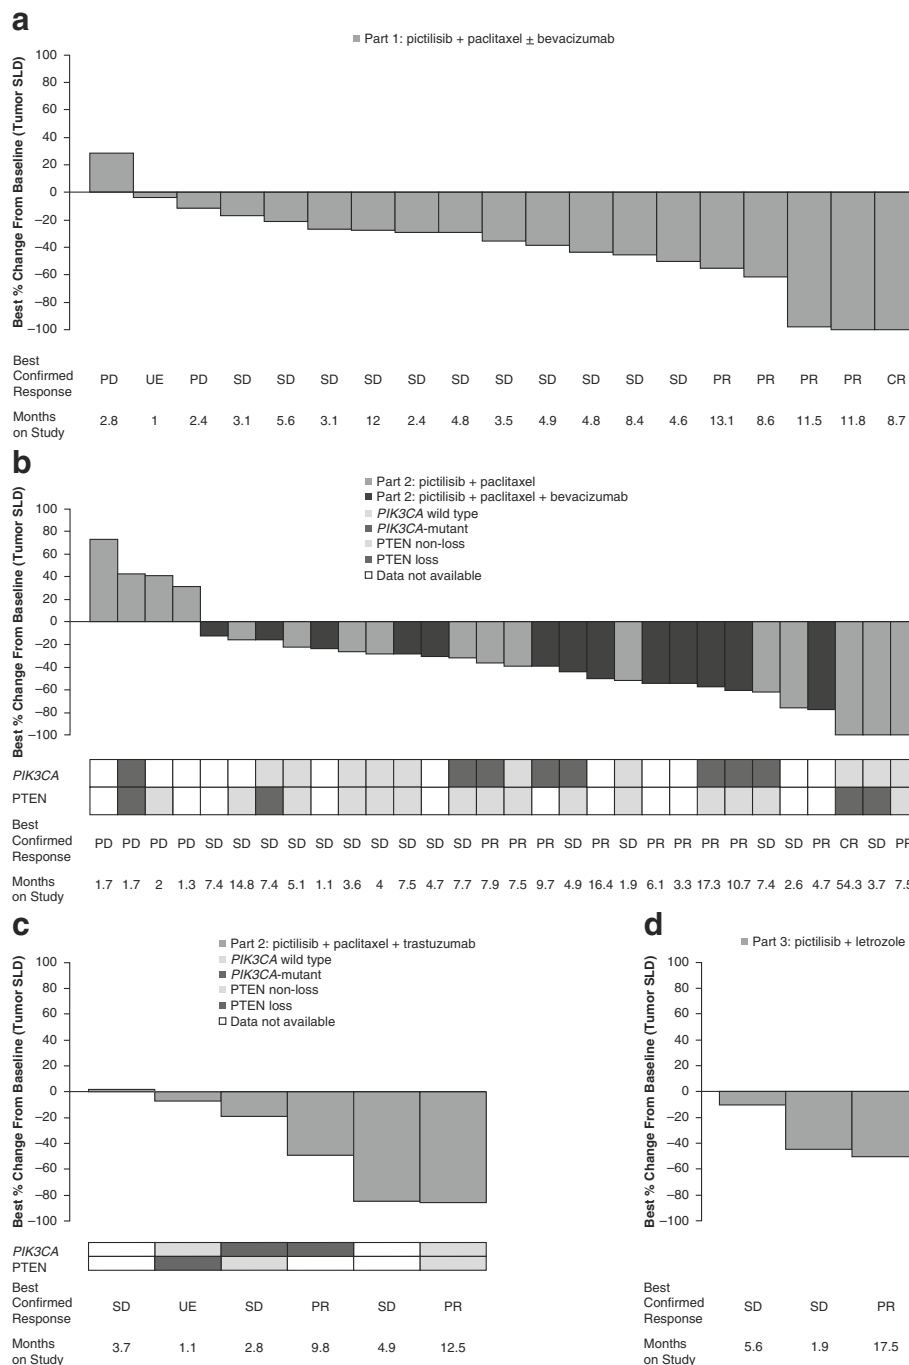 a
Part 1: pictilisib + paclitaxel ± bevacizumab
Best % Change From Baseline (Tumor SLD)
100
80
60
40
20
0
−20
−40
−60
−80
−100
Best
Confirmed
Response
PD UE PD SD SD SD SD SD SD SD SD SD SD SD PR PR PR PR CR
Months
on Study
2.8 1 2.4 3.1 5.6 3.1 12 2.4 4.8 3.5 4.9 4.8 8.4 4.6 13.1 8.6 11.5 11.8 8.7
b
Part 2: pictilisib + paclitaxel
Part 2: pictilisib + paclitaxel + bevacizumab
PIK3CA wild type
PIK3CA-mutant
PTEN non-loss
PTEN loss
Data not available
Best % Change From Baseline (Tumor SLD)
100
80
60
40
20
0
−20
−40
−60
−80
−100
PIK3CA
PTEN
Best
Confirmed
Response
PD PD PD PD SD SD SD SD SD SD SD SD SD SD PR PR PR SD PR SD PR PR PR PR SD SD PR CR SD PR
Months
on Study
1.7 1.7 2 1.3 7.4 14.8 7.4 5.1 1.1 3.6 4 7.5 4.7 7.7 7.9 7.5 9.7 4.9 16.4 1.9 6.1 3.3 17.3 10.7 7.4 2.6 4.7 54.3 3.7 7.5
c
Part 2: pictilisib + paclitaxel + trastuzumab
PIK3CA wild type
PIK3CA-mutant
PTEN non-loss
PTEN loss
Data not available
Best % Change From Baseline (Tumor SLD)
100
80
60
40
20
0
−20
−40
−60
−80
−100
PIK3CA
PTEN
Best
Confirmed
Response
SD UE SD PR SD PR
Months
on Study
3.7 1.1 2.8 9.8 4.9 12.5
d
Part 3: pictilisib + letrozole
Best % Change From Baseline (Tumor SLD)
100
80
60
40
20
0
−20
−40
−60
−80
−100
Best
Confirmed
Response
SD SD PR
Months
on Study
5.6 1.9 17.5